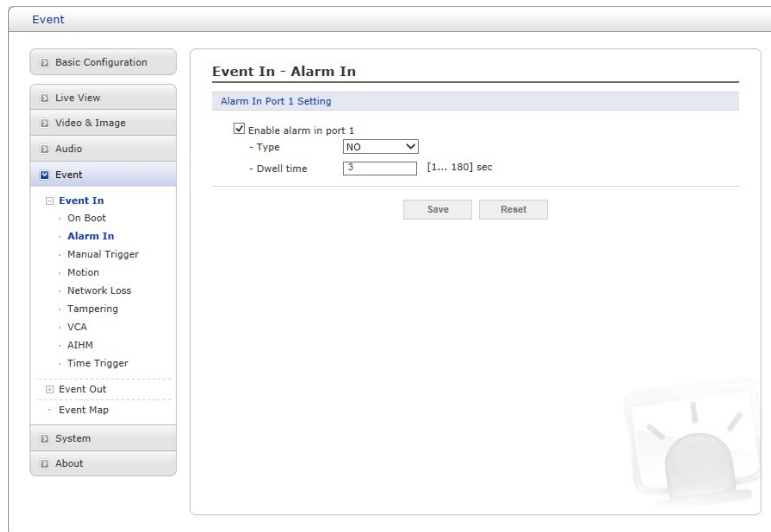 Event
Basic Configuration
Live View
Video & Image
Audio
Event
Event In
On Boot
Alarm In
Manual Trigger
Motion
Network Loss
Tampering
VCA
AIHM
Time Trigger
Event Out
Event Map
System
About
Event In - Alarm In
Alarm In Port 1 Setting
Enable alarm in port 1
- Type NO
- Dwell time 3 [1... 180] sec
Save Reset